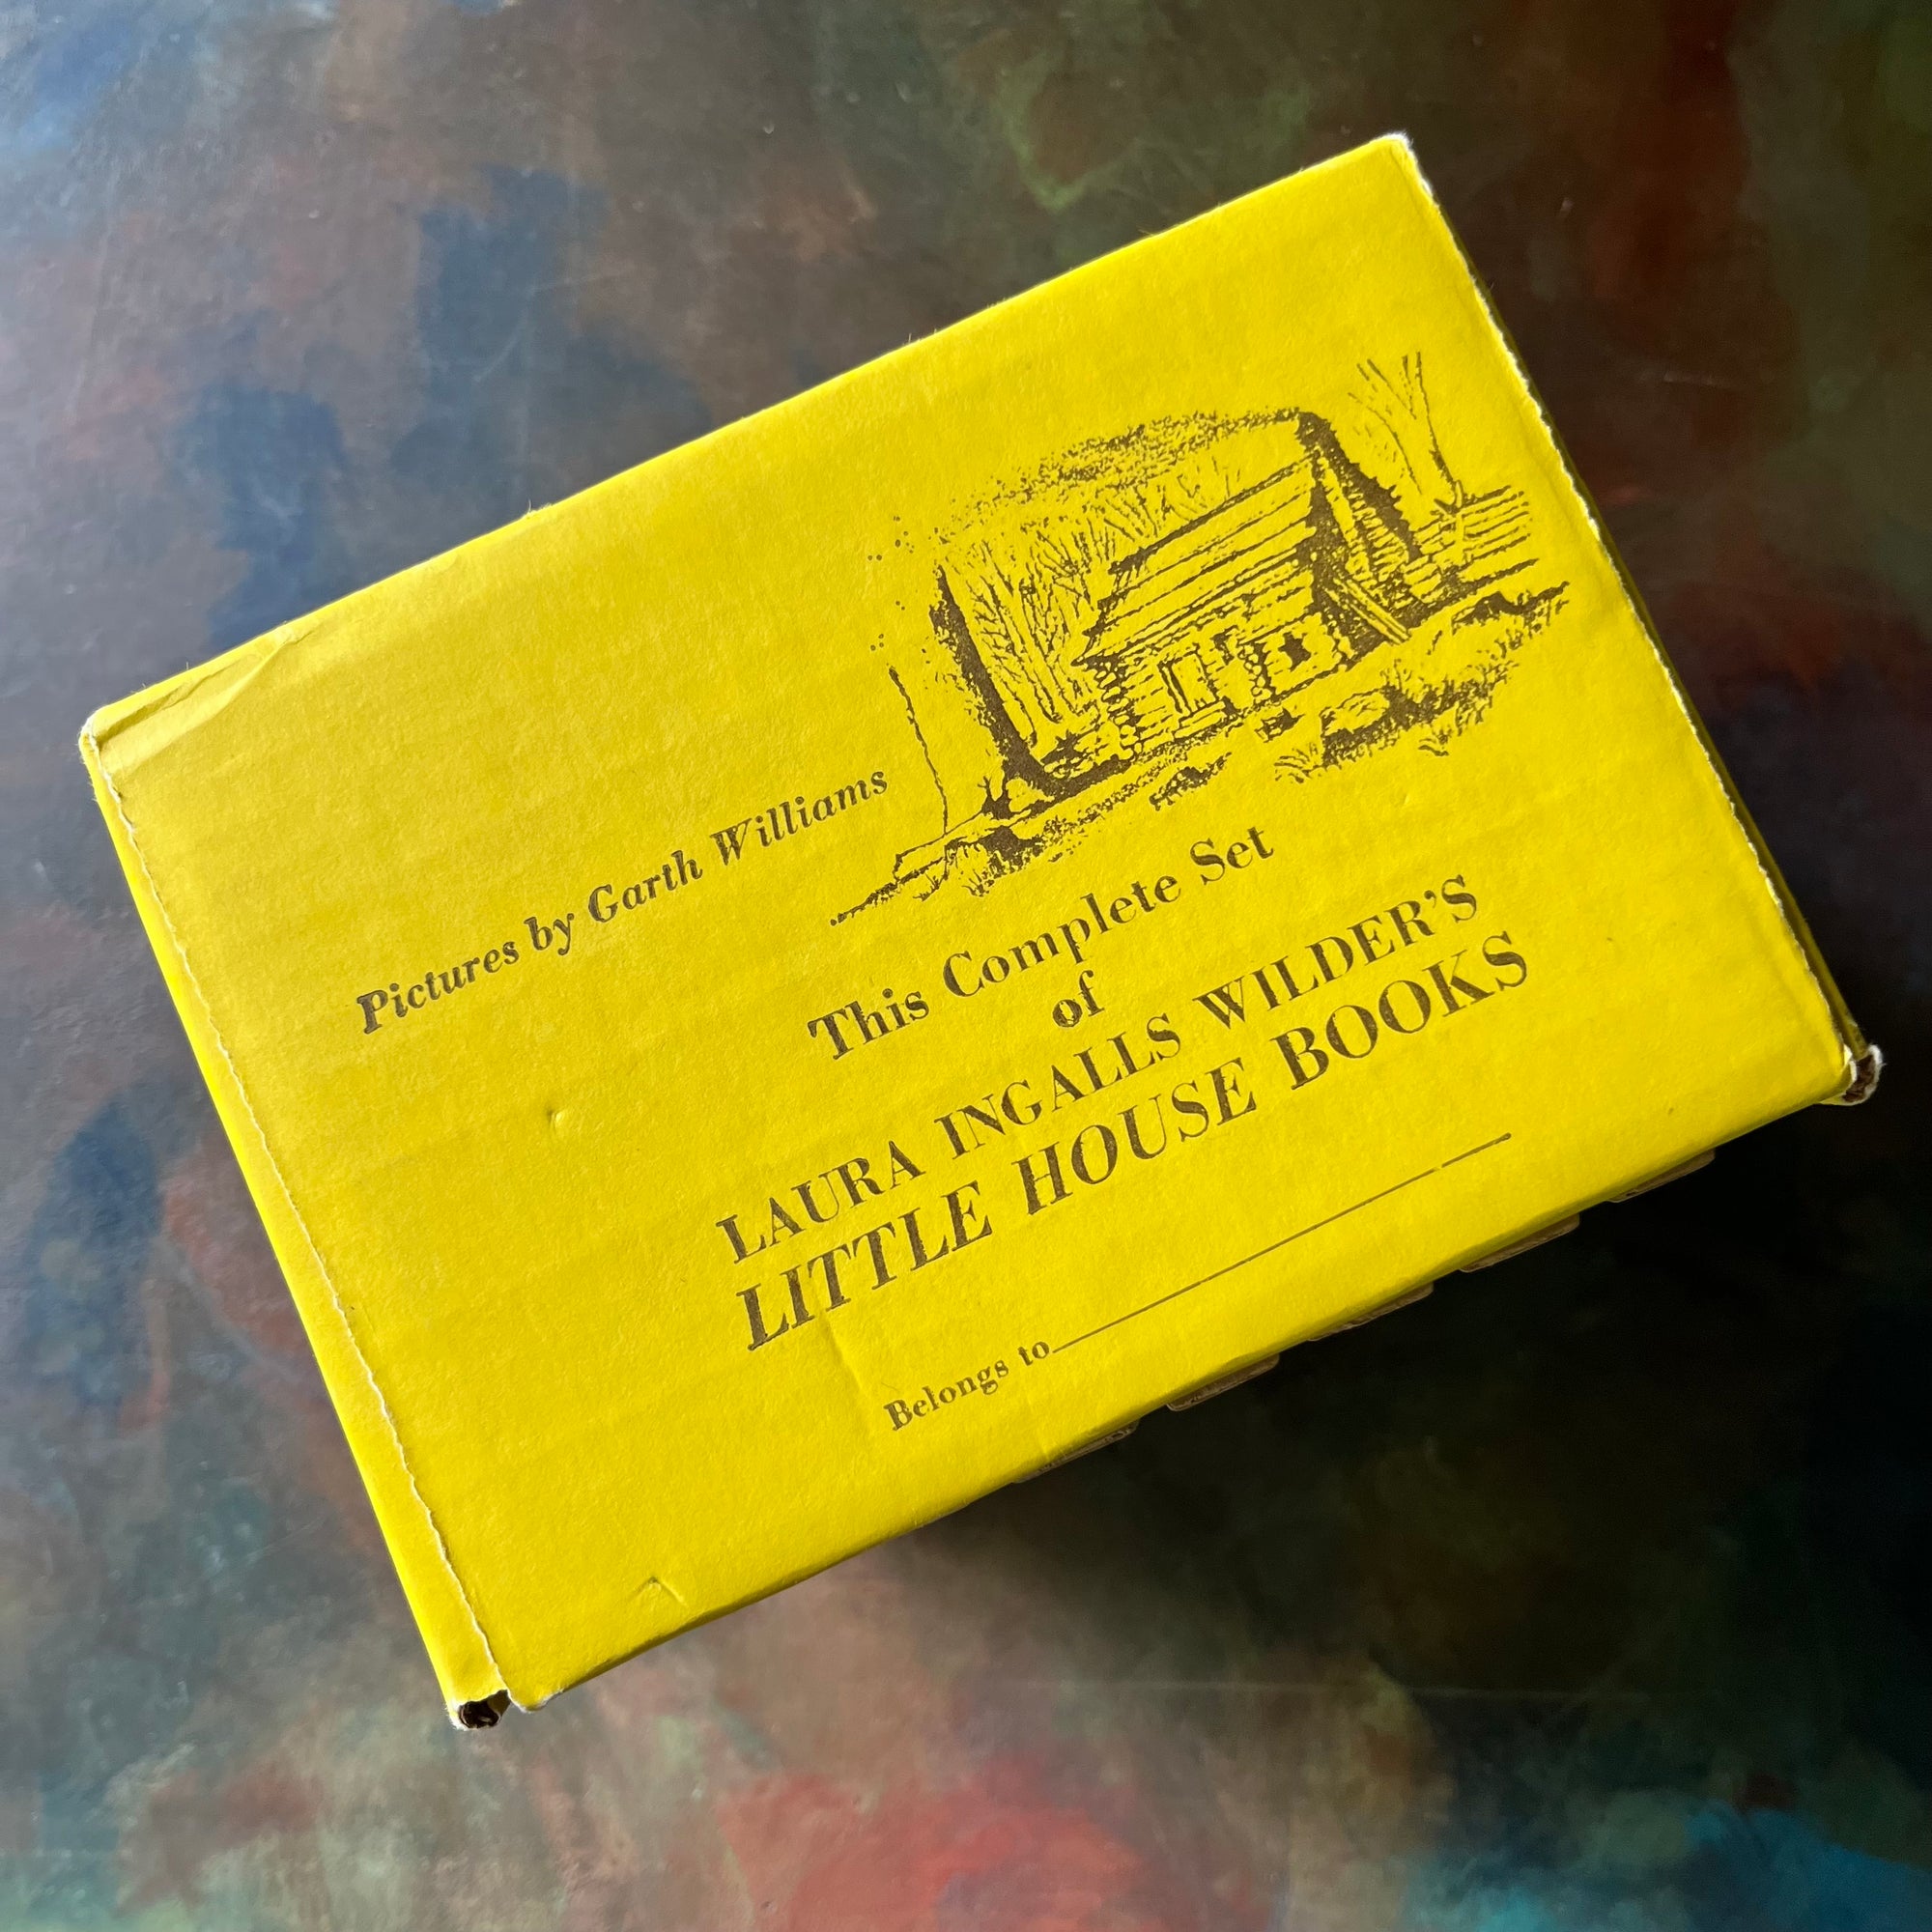 Pictures by Garth Williams
This Complete Set
of
LAURA INGALLS WILDER'S
LITTLE HOUSE BOOKS
Belongs to